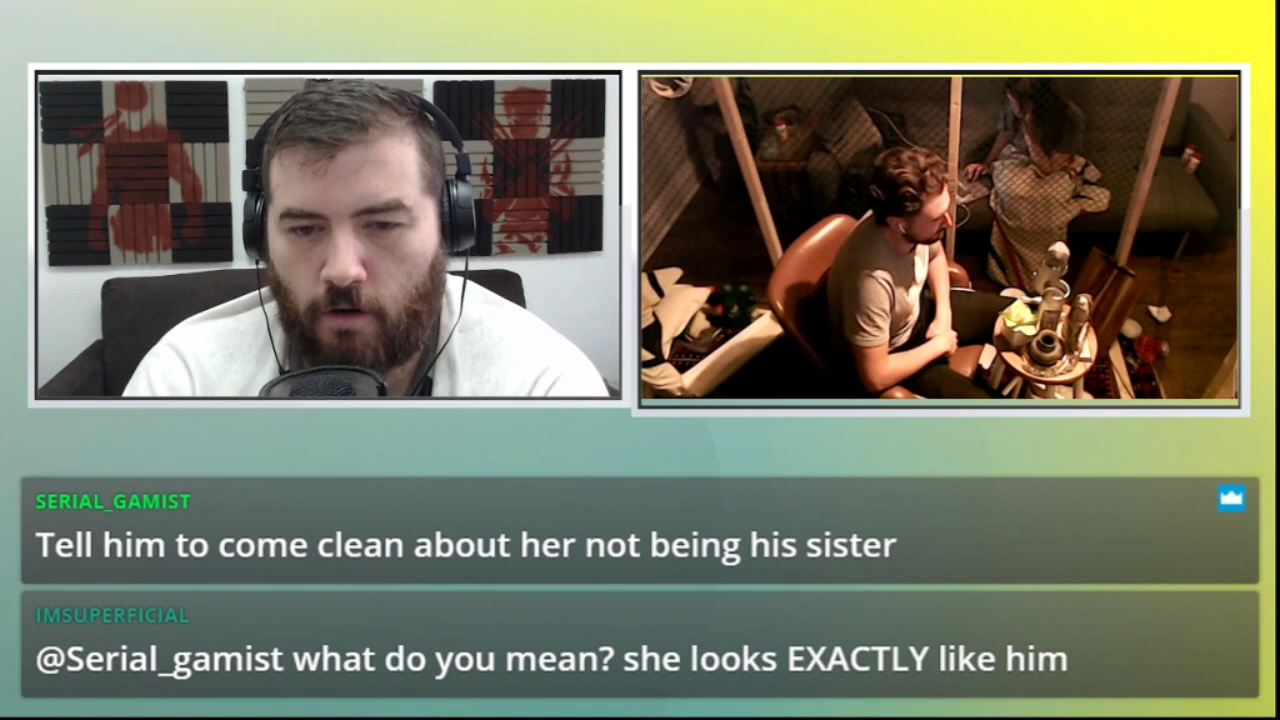 SERIAL_GAMIST
Tell him to come clean about her not being his sister
IMSUPERFICIAL
@Serial_gamist what do you mean? she looks EXACTLY like him